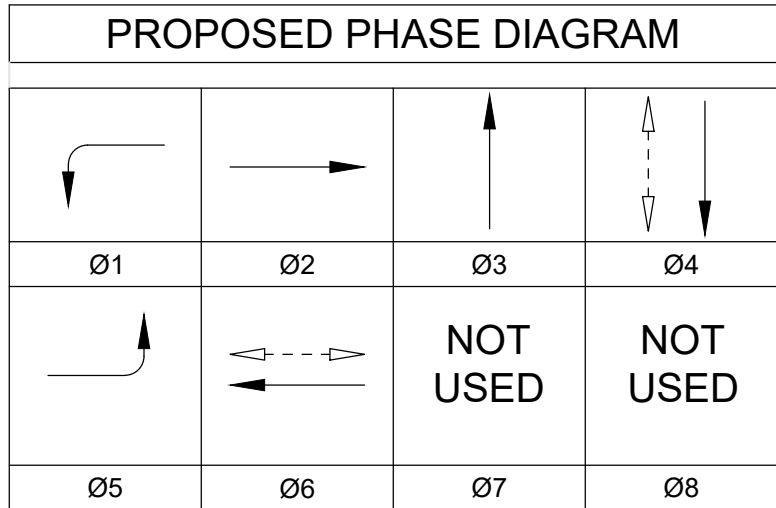 PROPOSED PHASE DIAGRAM
Ø1
Ø2
Ø3
Ø4
NOT
USED
NOT
USED
Ø5
Ø6
Ø7
Ø8